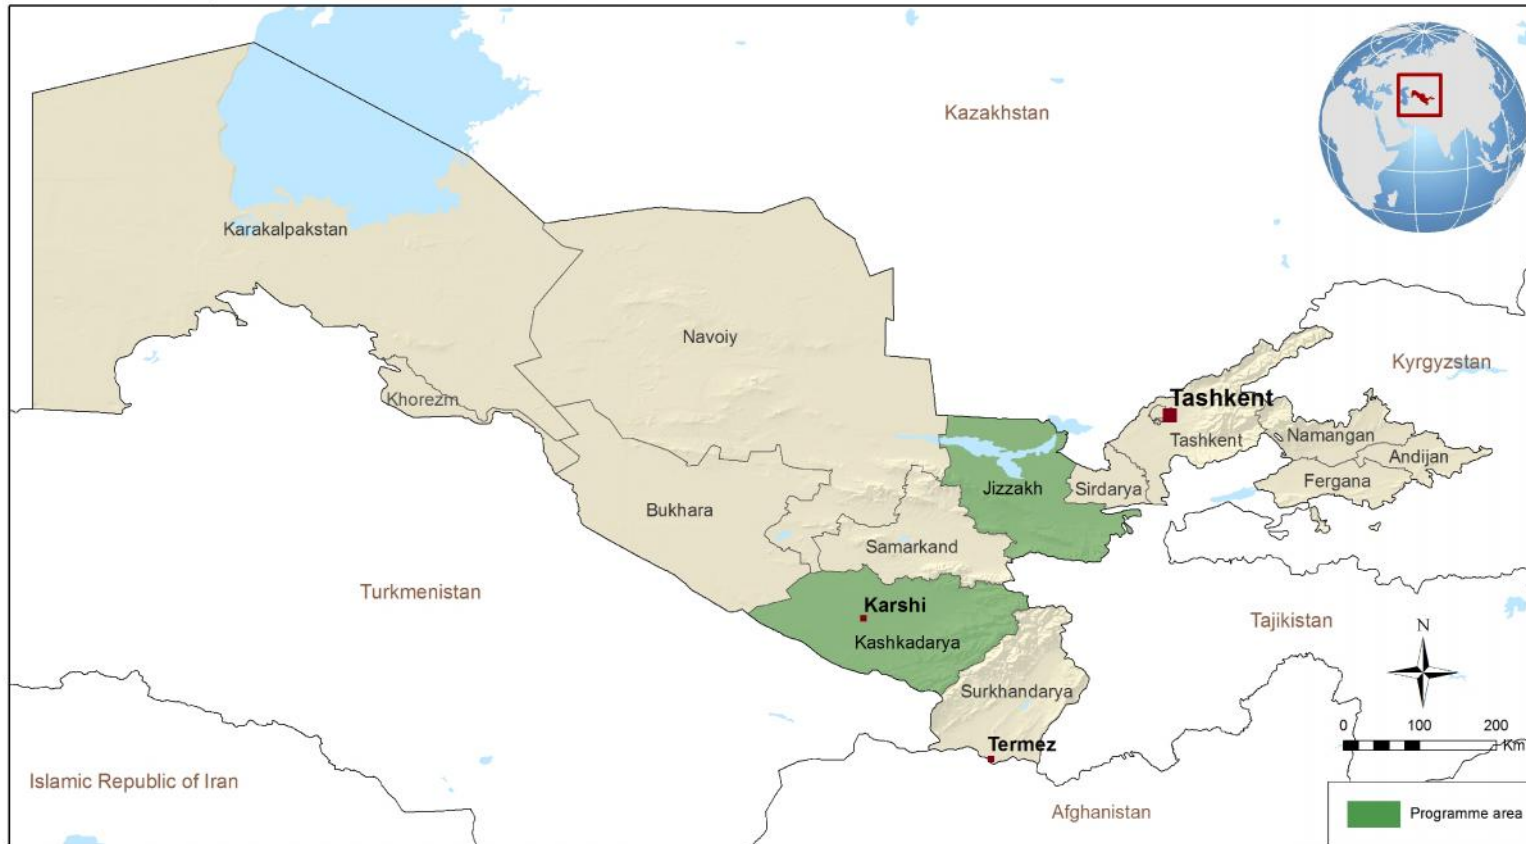 Kazakhstan
Karakalpakstan
Navoiy
Kyrgyzstan
Khorezm
Tashkent
Tashkent
Namangan
Andijan
Fergana
Jizzakh
Sirdarya
Bukhara
Samarkand
Turkmenistan
Karshi
Kashkadarya
Tajikistan
N
Surkhandarya
0 100 200
Km
Termez
Islamic Republic of Iran
Afghanistan
Programme area